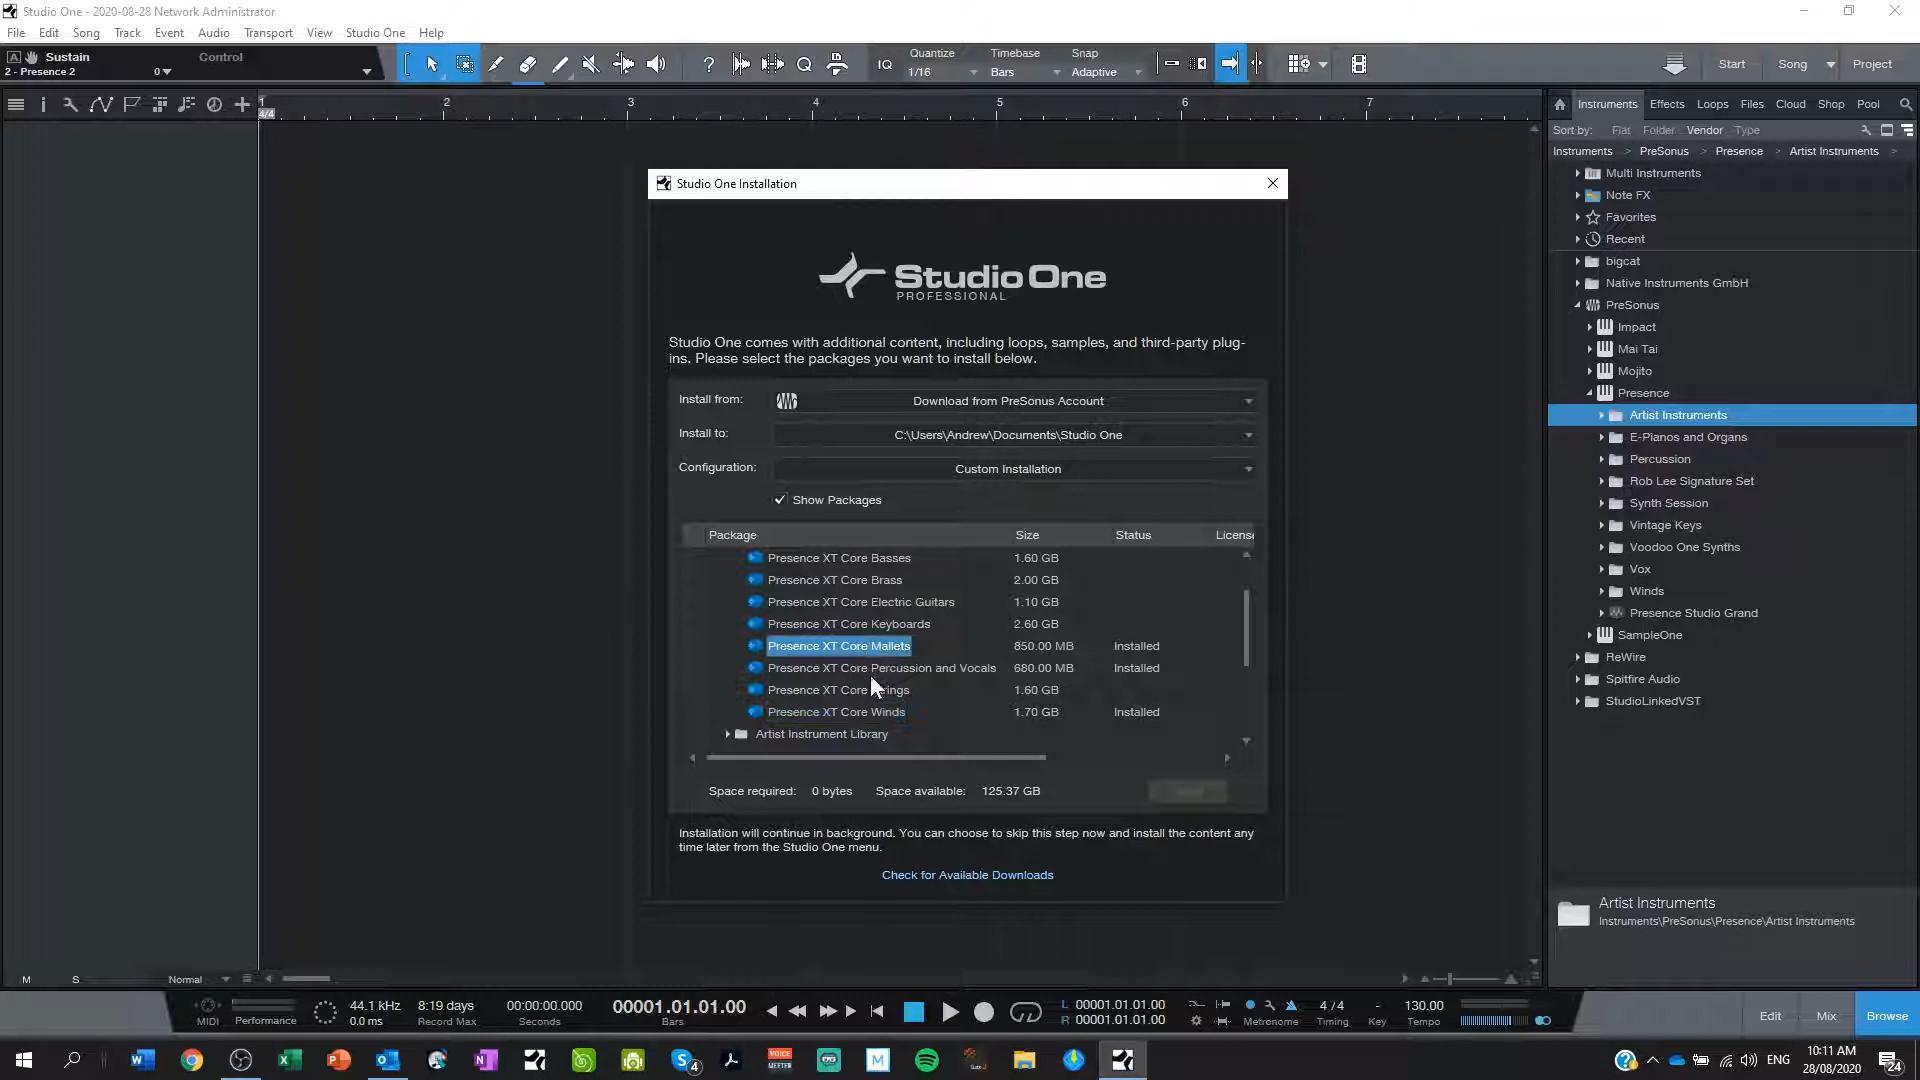 Studio One - 2020-08-28 Network Administrator
File Edit Song Track Event Audio Transport View Studio One Help
A Sustain Control
2 - Presence 2 0
IQ Quantize Timebase Snap
1/16 Bars Adaptive
Start Song Project
1 2 3 4 5 6 7
4/4
Instruments Effects Loops Files Cloud Shop Pool
Sort by: Flat Folder Vendor Type
Instruments > PreSonus > Presence > Artist Instruments >
Multi Instruments
Note FX
Favorites
Recent
bigcat
Native Instruments GmbH
PreSonus
Impact
Mai Tai
Mojito
Presence
Artist Instruments
E-Pianos and Organs
Percussion
Rob Lee Signature Set
Synth Session
Vintage Keys
Voodoo One Synths
Vox
Winds
Presence Studio Grand
SampleOne
ReWire
Spitfire Audio
StudioLinkedVST
Artist Instruments
Instruments\PreSonus\Presence\Artist Instruments
Studio One Installation
Studio One
PROFESSIONAL
Studio One comes with additional content, including loops, samples, and third-party plug-
ins. Please select the packages you want to install below.
Install from: Download from PreSonus Account
Install to: C:\Users\Andrew\Documents\Studio One
Configuration: Custom Installation
Show Packages
Package Size Status License
Presence XT Core Basses 1.60 GB
Presence XT Core Brass 2.00 GB
Presence XT Core Electric Guitars 1.10 GB
Presence XT Core Keyboards 2.60 GB
Presence XT Core Mallets 850.00 MB Installed
Presence XT Core Percussion and Vocals 680.00 MB Installed
Presence XT Core rings 1.60 GB
Presence XT Core Winds 1.70 GB Installed
Artist Instrument Library
Space required: 0 bytes Space available: 125.37 GB
Installation will continue in background. You can choose to skip this step now and install the content any
time later from the Studio One menu.
Check for Available Downloads
M S Normal
MIDI Performance
44.1 kHz 8:19 days 00:00:00.000 00001.01.01.00
0.0 ms Record Max Seconds Bars
L 00001.01.01.00
R 00001.01.01.00
4/4 - 130.00
Metronome Timing Key Tempo
Edit Mix Browse
VOICE
MEETER
4
ENG
10:11 AM
28/08/2020
24